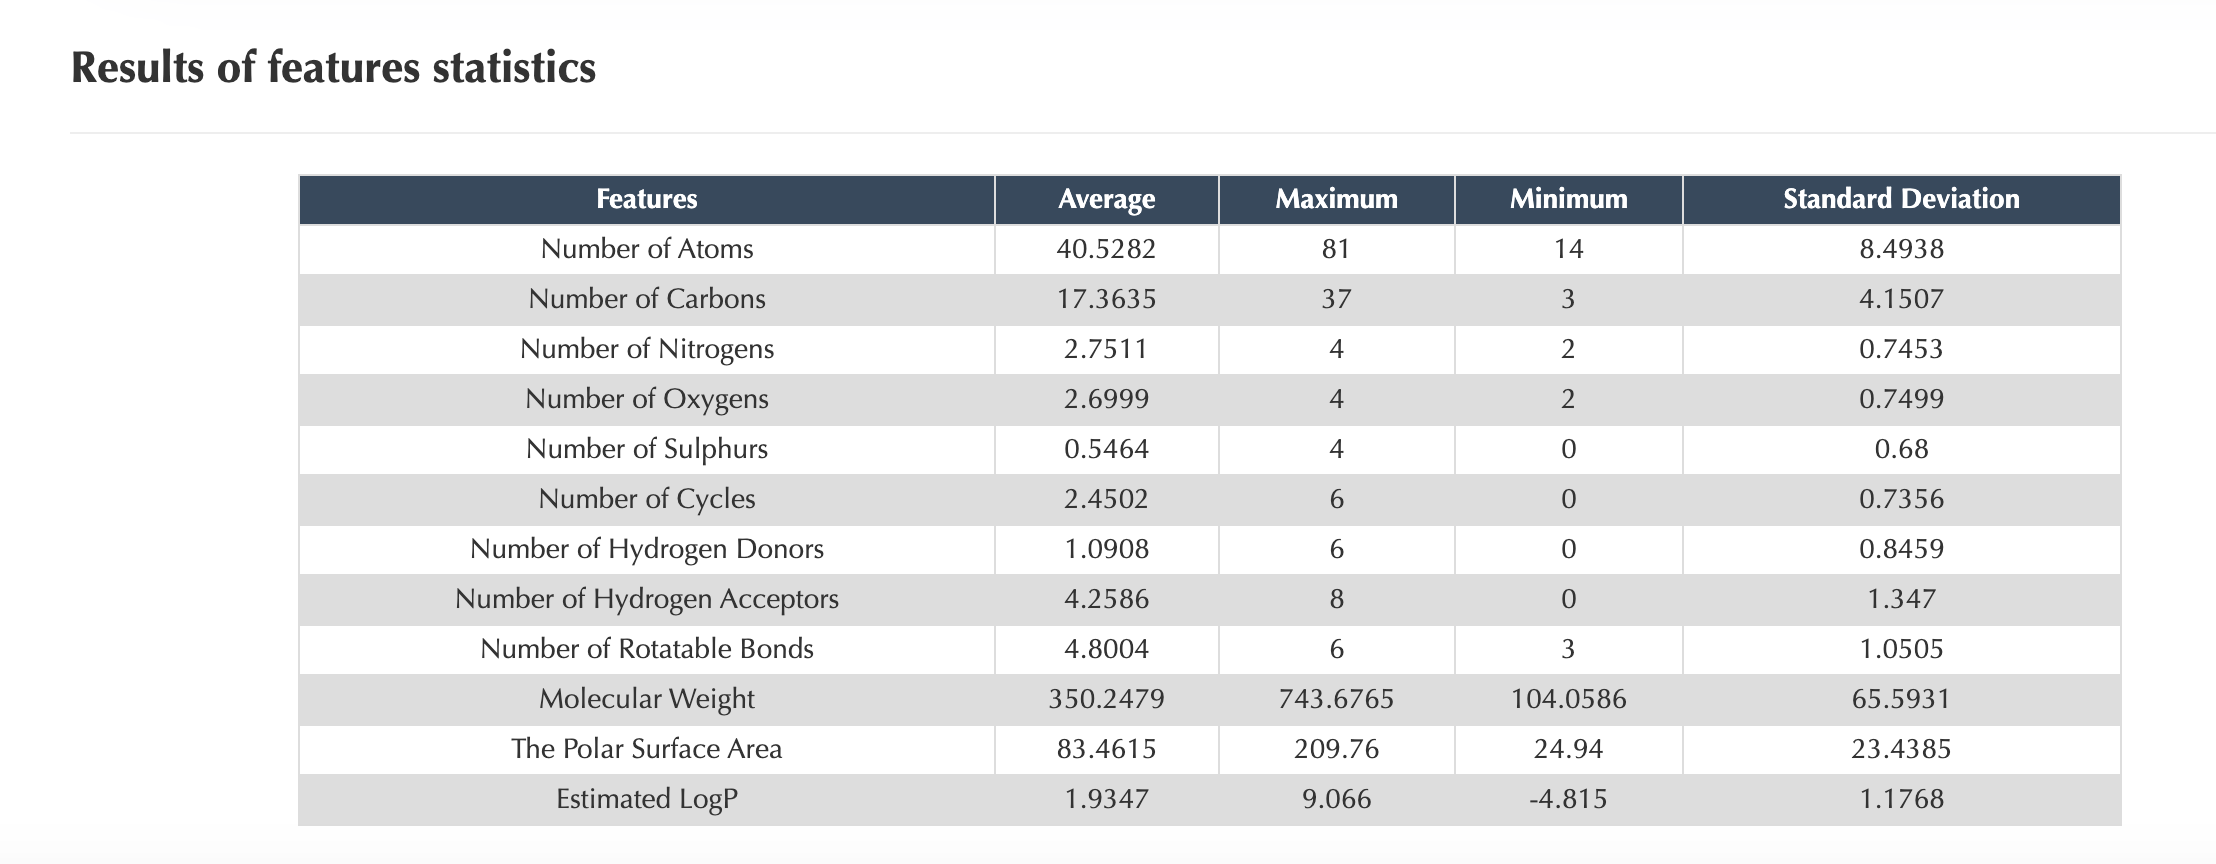 Results of features statistics
Features Average Maximum Minimum Standard Deviation
Number of Atoms 40.5282 81 14 8.4938
Number of Carbons 17.3635 37 3 4.1507
Number of Nitrogens 2.7511 4 2 0.7453
Number of Oxygens 2.6999 4 2 0.7499
Number of Sulphurs 0.5464 4 0 0.68
Number of Cycles 2.4502 6 0 0.7356
Number of Hydrogen Donors 1.0908 6 0 0.8459
Number of Hydrogen Acceptors 4.2586 8 0 1.347
Number of Rotatable Bonds 4.8004 6 3 1.0505
Molecular Weight 350.2479 743.6765 104.0586 65.5931
The Polar Surface Area 83.4615 209.76 24.94 23.4385
Estimated LogP 1.9347 9.066 -4.815 1.1768